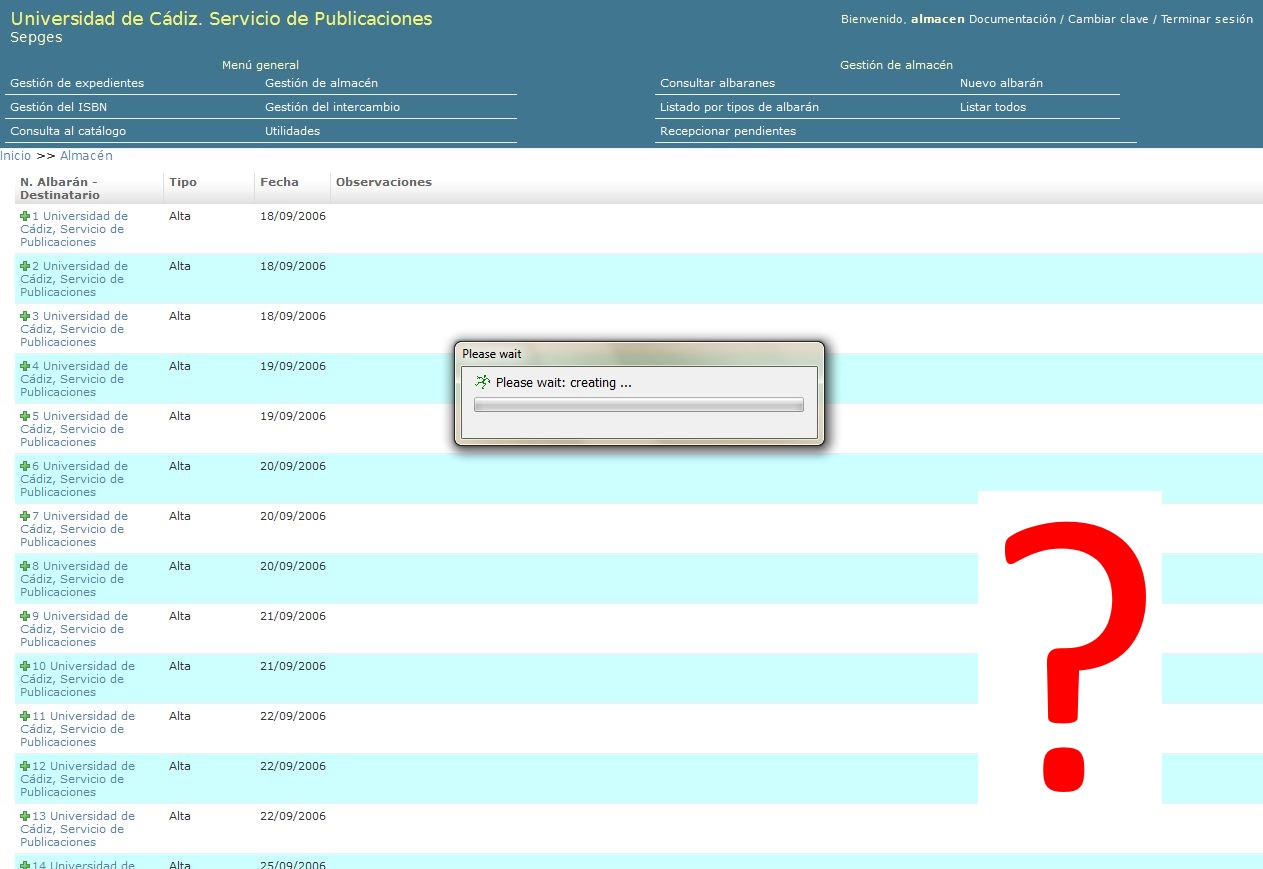 Universidad de Cádiz. Servicio de Publicaciones
Sepges
Bienvenido, almacen Documentación / Cambiar clave / Terminar sesión
Menú general
Gestión de expedientes Gestión de almacén
Gestión del ISBN Gestión del intercambio
Consulta al catálogo Utilidades
Gestión de almacén
Consultar albaranes Nuevo albarán
Listado por tipos de albarán Listar todos
Recepcionar pendientes
Inicio >> Almacén
N. Albarán -
Destinatario
Tipo Fecha Observaciones
1 Universidad de
Cádiz, Servicio de
Publicaciones
Alta 18/09/2006
2 Universidad de
Cádiz, Servicio de
Publicaciones
Alta 18/09/2006
3 Universidad de
Cádiz, Servicio de
Publicaciones
Alta 18/09/2006
4 Universidad de
Cádiz, Servicio de
Publicaciones
Alta 19/09/2006
5 Universidad de
Cádiz, Servicio de
Publicaciones
Alta 19/09/2006
6 Universidad de
Cádiz, Servicio de
Publicaciones
Alta 20/09/2006
7 Universidad de
Cádiz, Servicio de
Publicaciones
Alta 20/09/2006
8 Universidad de
Cádiz, Servicio de
Publicaciones
Alta 20/09/2006
9 Universidad de
Cádiz, Servicio de
Publicaciones
Alta 21/09/2006
10 Universidad de
Cádiz, Servicio de
Publicaciones
Alta 21/09/2006
11 Universidad de
Cádiz, Servicio de
Publicaciones
Alta 22/09/2006
12 Universidad de
Cádiz, Servicio de
Publicaciones
Alta 22/09/2006
13 Universidad de
Cádiz, Servicio de
Publicaciones
Alta 22/09/2006
14 Universidad de
Alta 25/09/2006
Please wait
Please wait: creating ...
?